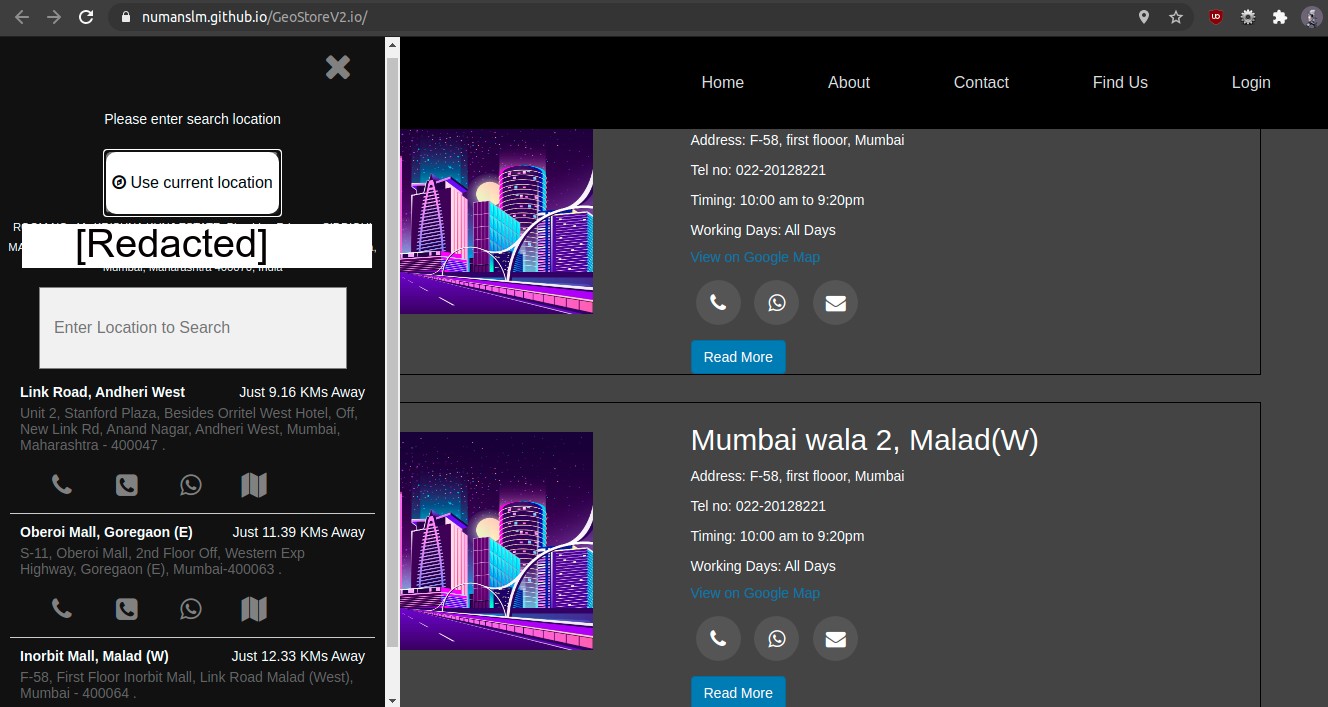 numanslm.github.io/GeoStoreV2.io/
Home
About
Contact
Find Us
Login
Please enter search location
Use current location
[Redacted]
Mumbai, Maharashtra 400070, India
Enter Location to Search
Link Road, Andheri West
Just 9.16 KMs Away
Unit 2, Stanford Plaza, Besides Orritel West Hotel, Off,
New Link Rd, Anand Nagar, Andheri West, Mumbai,
Maharashtra - 400047 .
Oberoi Mall, Goregaon (E)
Just 11.39 KMs Away
S-11, Oberoi Mall, 2nd Floor Off, Western Exp
Highway, Goregaon (E), Mumbai-400063 .
Inorbit Mall, Malad (W)
Just 12.33 KMs Away
F-58, First Floor Inorbit Mall, Link Road Malad (West),
Mumbai - 400064 .
Address: F-58, first flooor, Mumbai
Tel no: 022-20128221
Timing: 10:00 am to 9:20pm
Working Days: All Days
View on Google Map
Read More
Mumbai wala 2, Malad(W)
Address: F-58, first flooor, Mumbai
Tel no: 022-20128221
Timing: 10:00 am to 9:20pm
Working Days: All Days
View on Google Map
Read More